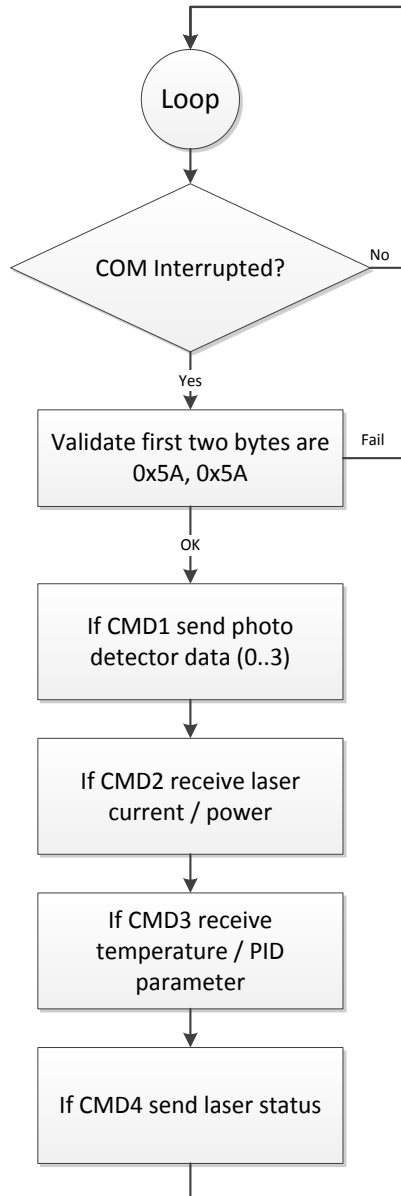 Loop
COM Interrupted?
No
Yes
Validate first two bytes are
0x5A, 0x5A
Fail
OK
If CMD1 send photo
detector data (0..3)
If CMD2 receive laser
current / power
If CMD3 receive
temperature / PID
parameter
If CMD4 send laser status